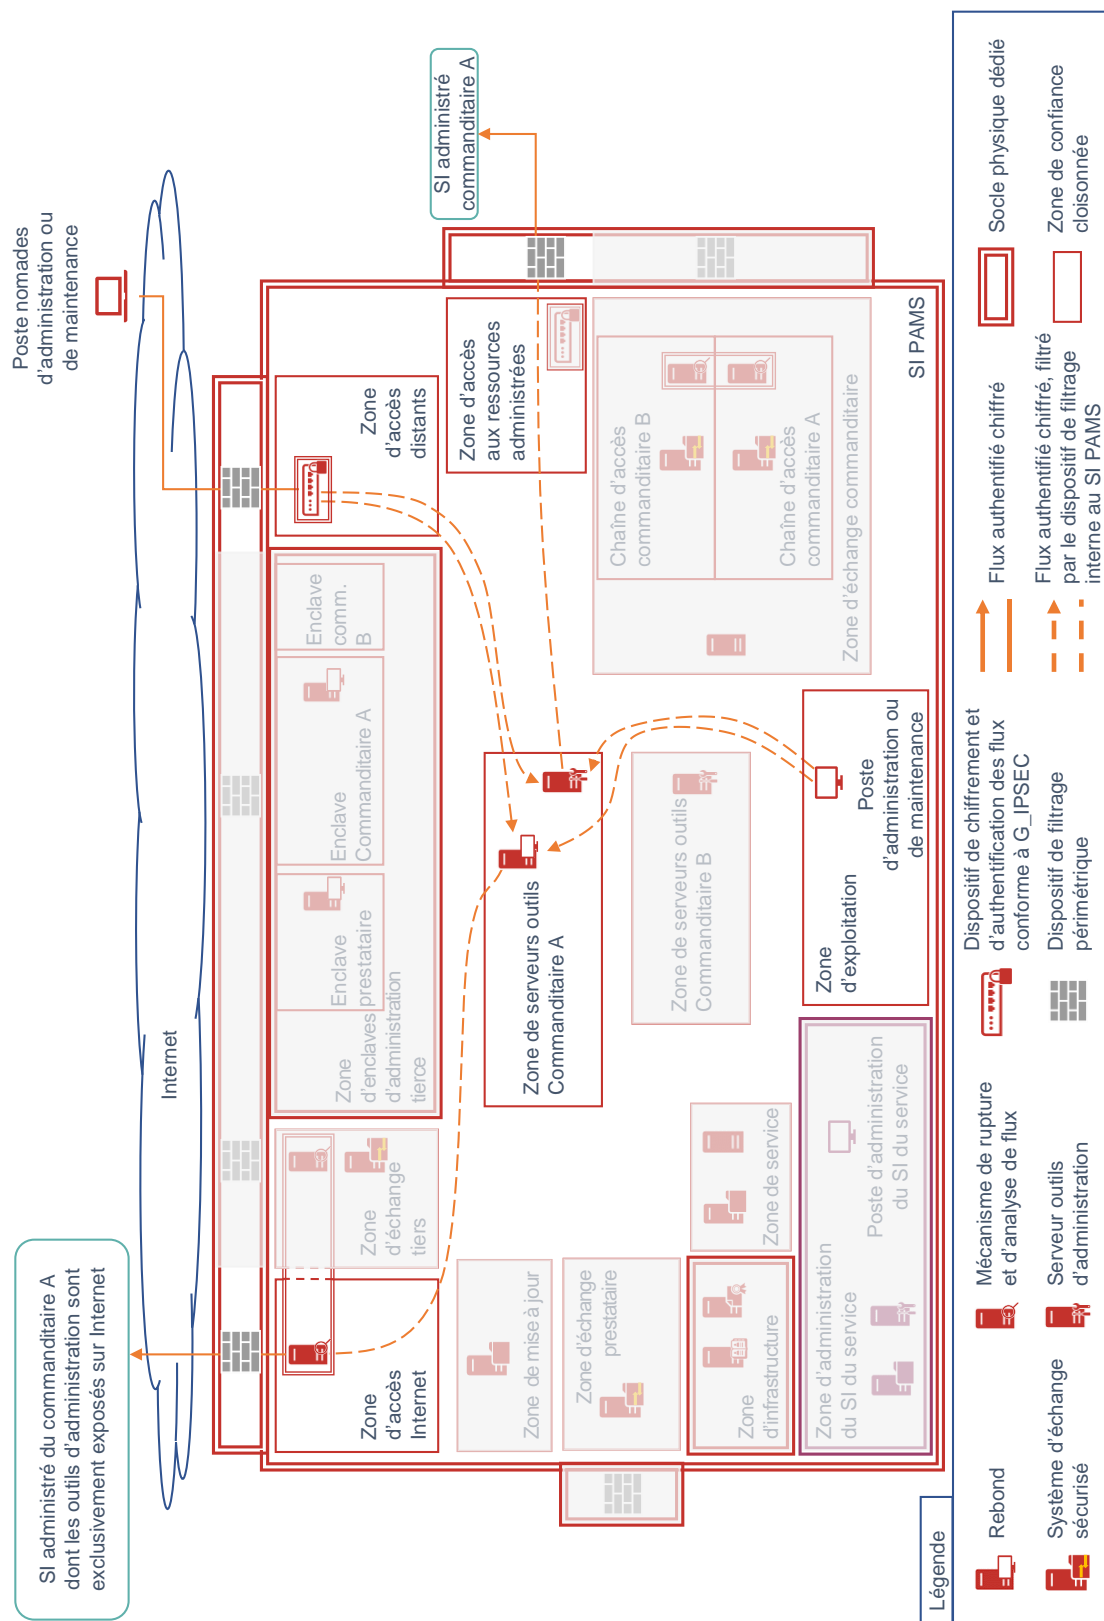 SI administré du commanditaire A
dont les outils d'administration sont
exclusivement exposés sur Internet
Internet
Poste nomades
d'administration ou
de maintenance
Zone
d'accès
Internet
Zone
d'échange
tiers
Zone
d'enclaves
d'administration
tierce
Enclave
prestataire
Enclave
Commanditaire A
Enclave
comm.
B
Zone
d'accès
distants
SI administré
commanditaire A
Zone de mise à jour
Zone de serveurs outils
Commanditaire A
Zone d'accès
aux ressources
administrées
Zone d'échange
prestataire
Zone de serveurs outils
Commanditaire B
Chaîne d'accès
commanditaire B
Chaîne d'accès
commanditaire A
Zone d'échange commanditaire
Zone
d'infrastructure
Zone de service
Zone d'administration
du SI du service
Poste d'administration
du SI du service
Zone
d'exploitation
Poste
d'administration ou
de maintenance
SI PAMS
Légende
Rebond
Mécanisme de rupture
et d'analyse de flux
Dispositif de chiffrement et
d'authentification des flux
conforme à G_IPSEC
Flux authentifié chiffré
Socle physique dédié
Système d'échange
sécurisé
Serveur outils
d'administration
Dispositif de filtrage
périmétrique
Flux authentifié chiffré, filtré
par le dispostif de filtrage
interne au SI PAMS
Zone de confiance
cloisonnée